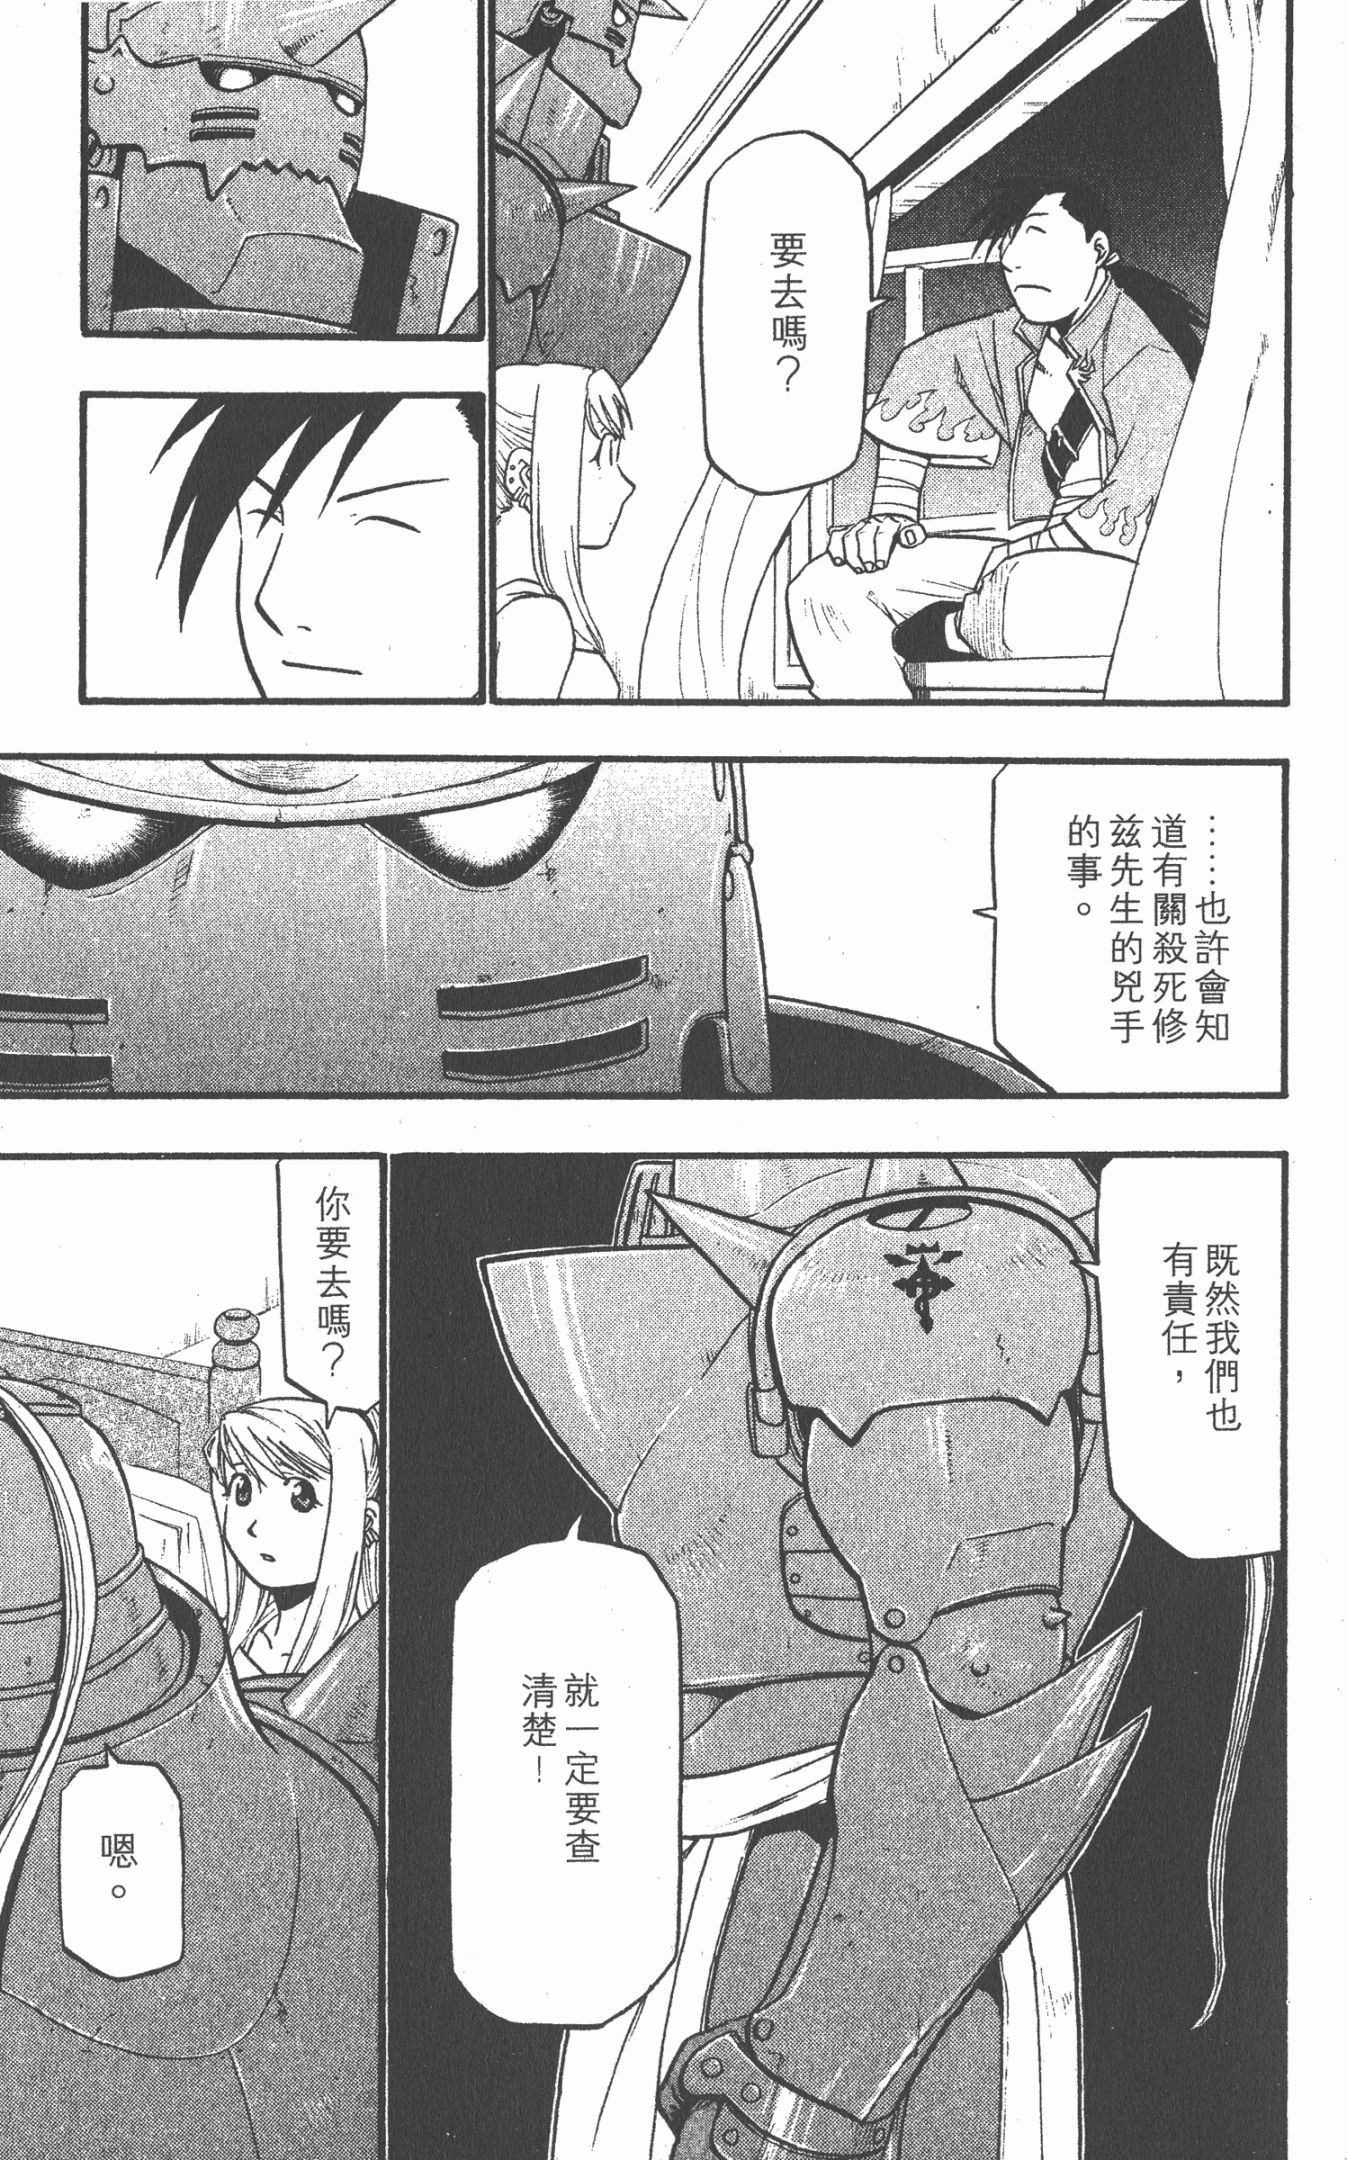 要去嗎？
⋯⋯也許會知
道有關殺死修
茲先生的兇手
的事。
既然我們也
有責任，
就一定要查
清楚！
你要去嗎？
嗯。